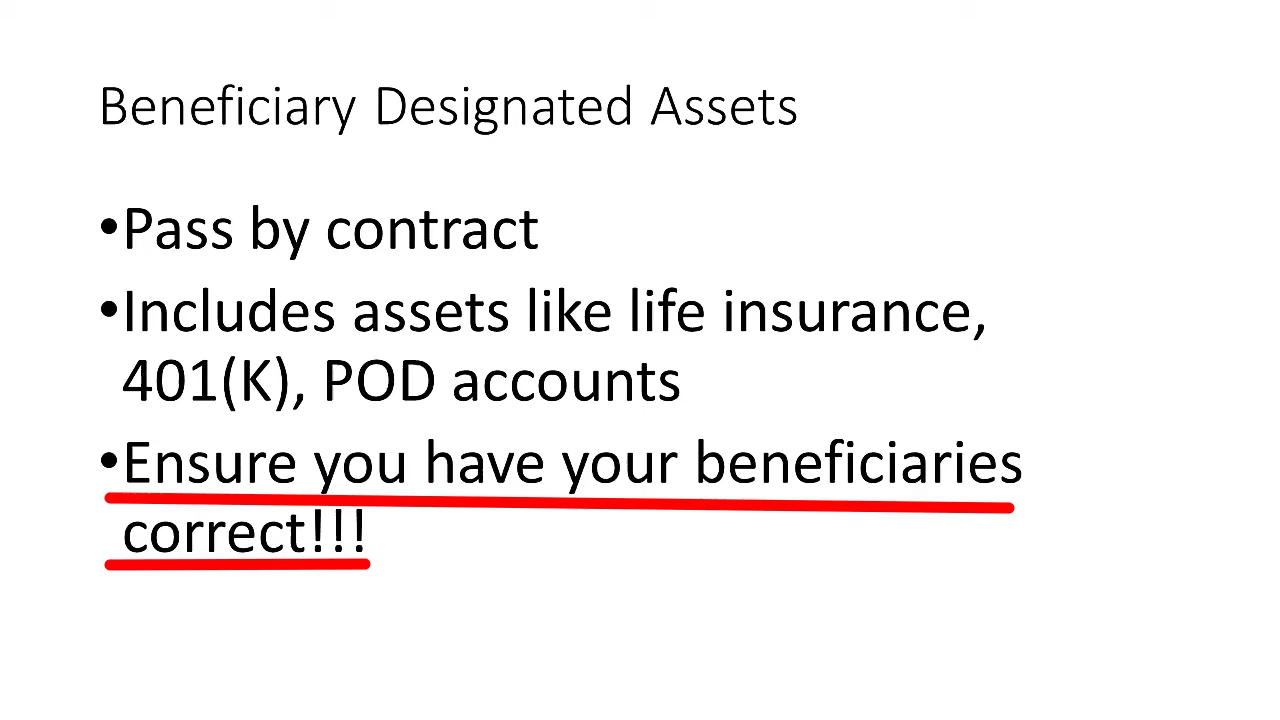 Beneficiary Designated Assets
•Pass by contract
•Includes assets like life insurance,
401(K), POD accounts
•Ensure you have your beneficiaries
correct!!!